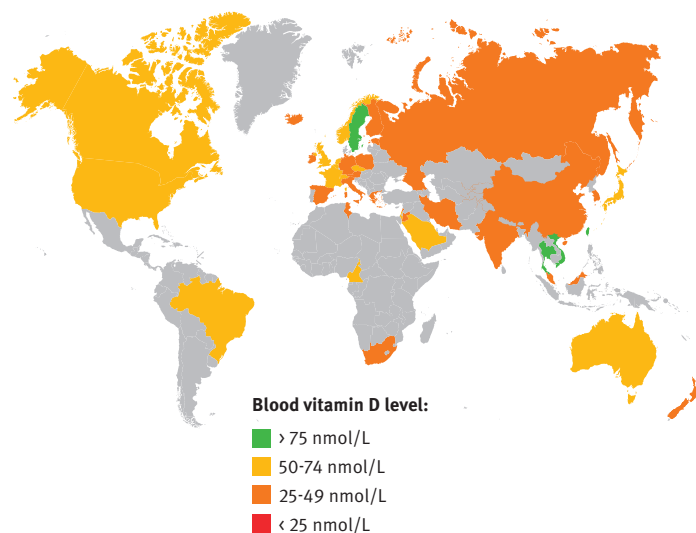 Blood vitamin D level:
> 75 nmol/L
50-74 nmol/L
25-49 nmol/L
< 25 nmol/L